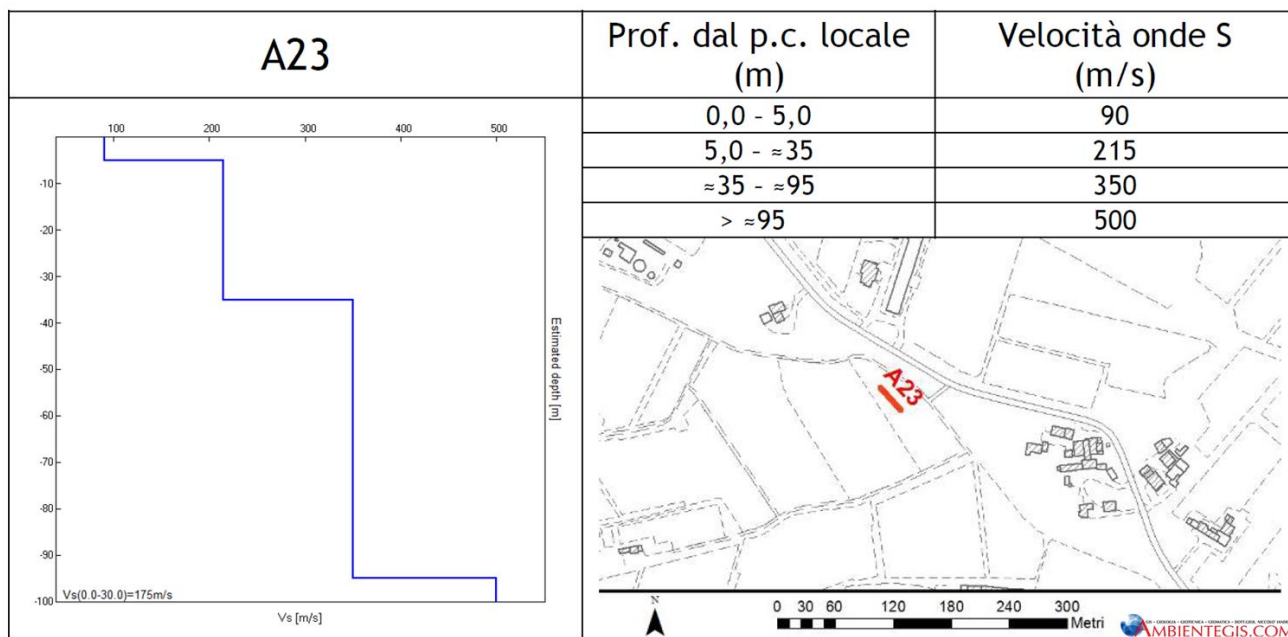 A23
Prof. dal p.c. locale
(m)
Velocità onde S
(m/s)
0,0 - 5,0
90
5,0 - ≈35
215
≈35 - ≈95
350
> ≈95
500
100
200
300
400
500
-10
-20
-30
-40
-50
-60
-70
-80
-90
-100
Estimated depth [m]
Vs(0.0-30.0)=175m/s
Vs [m/s]
A23
N
0 30 60 120 180 240 300
Metri
AMBIENTEGIS.COM